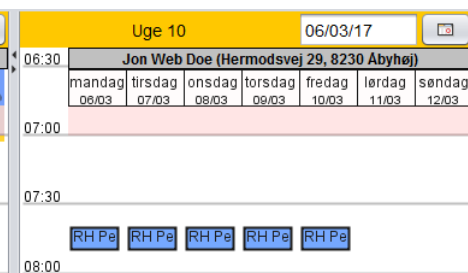 Uge 10 06/03/17
06:30 Jon Web Doe (Hermodsvej 29, 8230 Åbyhøj)
mandag tirsdag onsdag torsdag fredag lørdag søndag
06/03 07/03 08/03 09/03 10/03 11/03 12/03
07:00
07:30
RH Pe RH Pe RH Pe RH Pe RH Pe
08:00